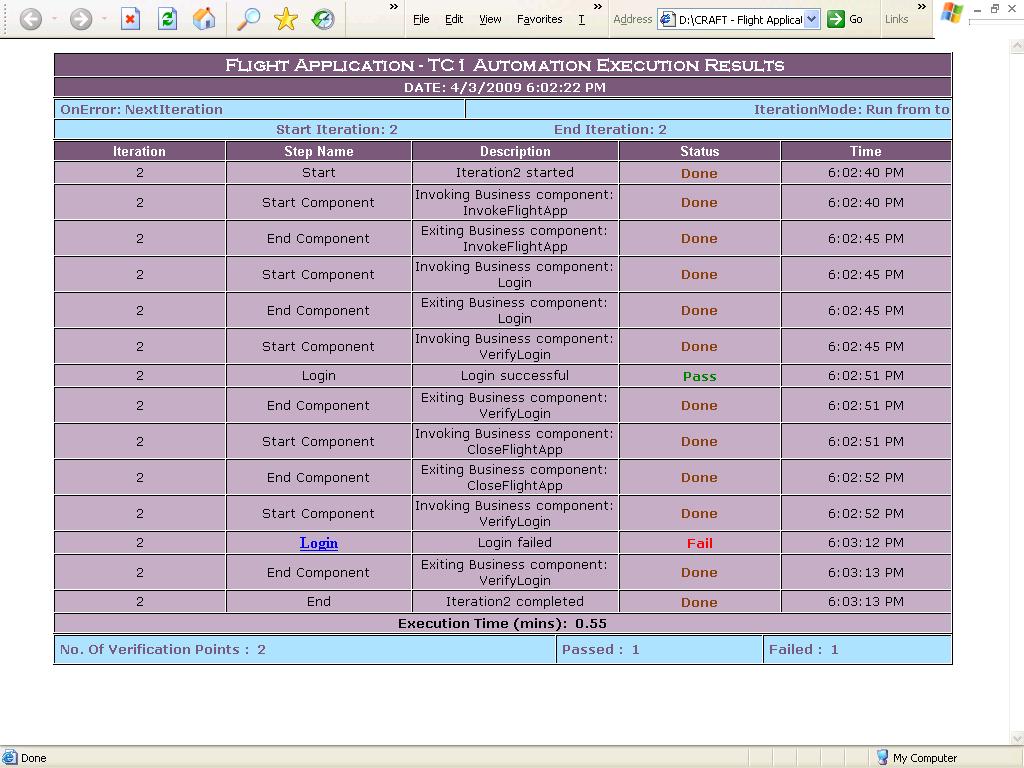 » File Edit View Favorites T » Address D:\CRAFT - Flight Applicat Go Links »
FLIGHT APPLICATION - TC1 AUTOMATION EXECUTION RESULTS
DATE: 4/3/2009 6:02:22 PM
OnError: NextIteration IterationMode: Run from to
Start Iteration: 2 End Iteration: 2
Iteration Step Name Description Status Time
2 Start Iteration2 started Done 6:02:40 PM
2 Start Component Invoking Business component: InvokeFlightApp Done 6:02:40 PM
2 End Component Exiting Business component: InvokeFlightApp Done 6:02:45 PM
2 Start Component Invoking Business component: Login Done 6:02:45 PM
2 End Component Exiting Business component: Login Done 6:02:45 PM
2 Start Component Invoking Business component: VerifyLogin Done 6:02:45 PM
2 Login Login successful Pass 6:02:51 PM
2 End Component Exiting Business component: VerifyLogin Done 6:02:51 PM
2 Start Component Invoking Business component: CloseFlightApp Done 6:02:51 PM
2 End Component Exiting Business component: CloseFlightApp Done 6:02:52 PM
2 Start Component Invoking Business component: VerifyLogin Done 6:02:52 PM
2 Login Login failed Fail 6:03:12 PM
2 End Component Exiting Business component: VerifyLogin Done 6:03:13 PM
2 End Iteration2 completed Done 6:03:13 PM
Execution Time (mins): 0.55
No. Of Verification Points : 2 Passed : 1 Failed : 1
Done My Computer